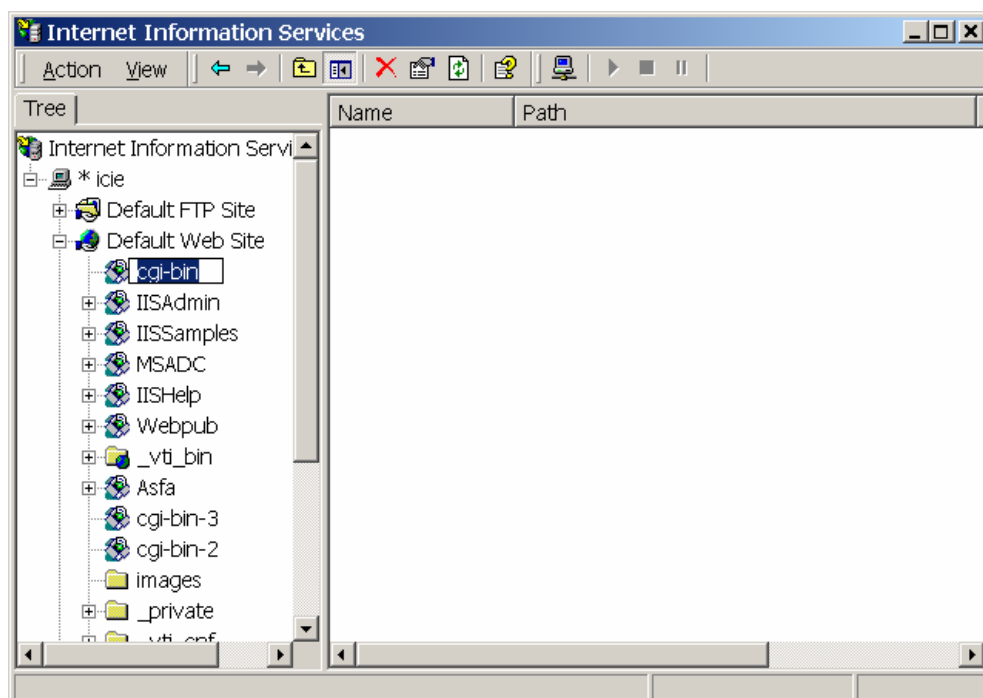 Internet Information Services
Action View
Tree
Name Path
Internet Information Servi
* icie
Default FTP Site
Default Web Site
cgi-bin
IISAdmin
IISSamples
MSADC
IISHelp
Webpub
_vti_bin
Asfa
cgi-bin-3
cgi-bin-2
images
_private
_vti_cnf